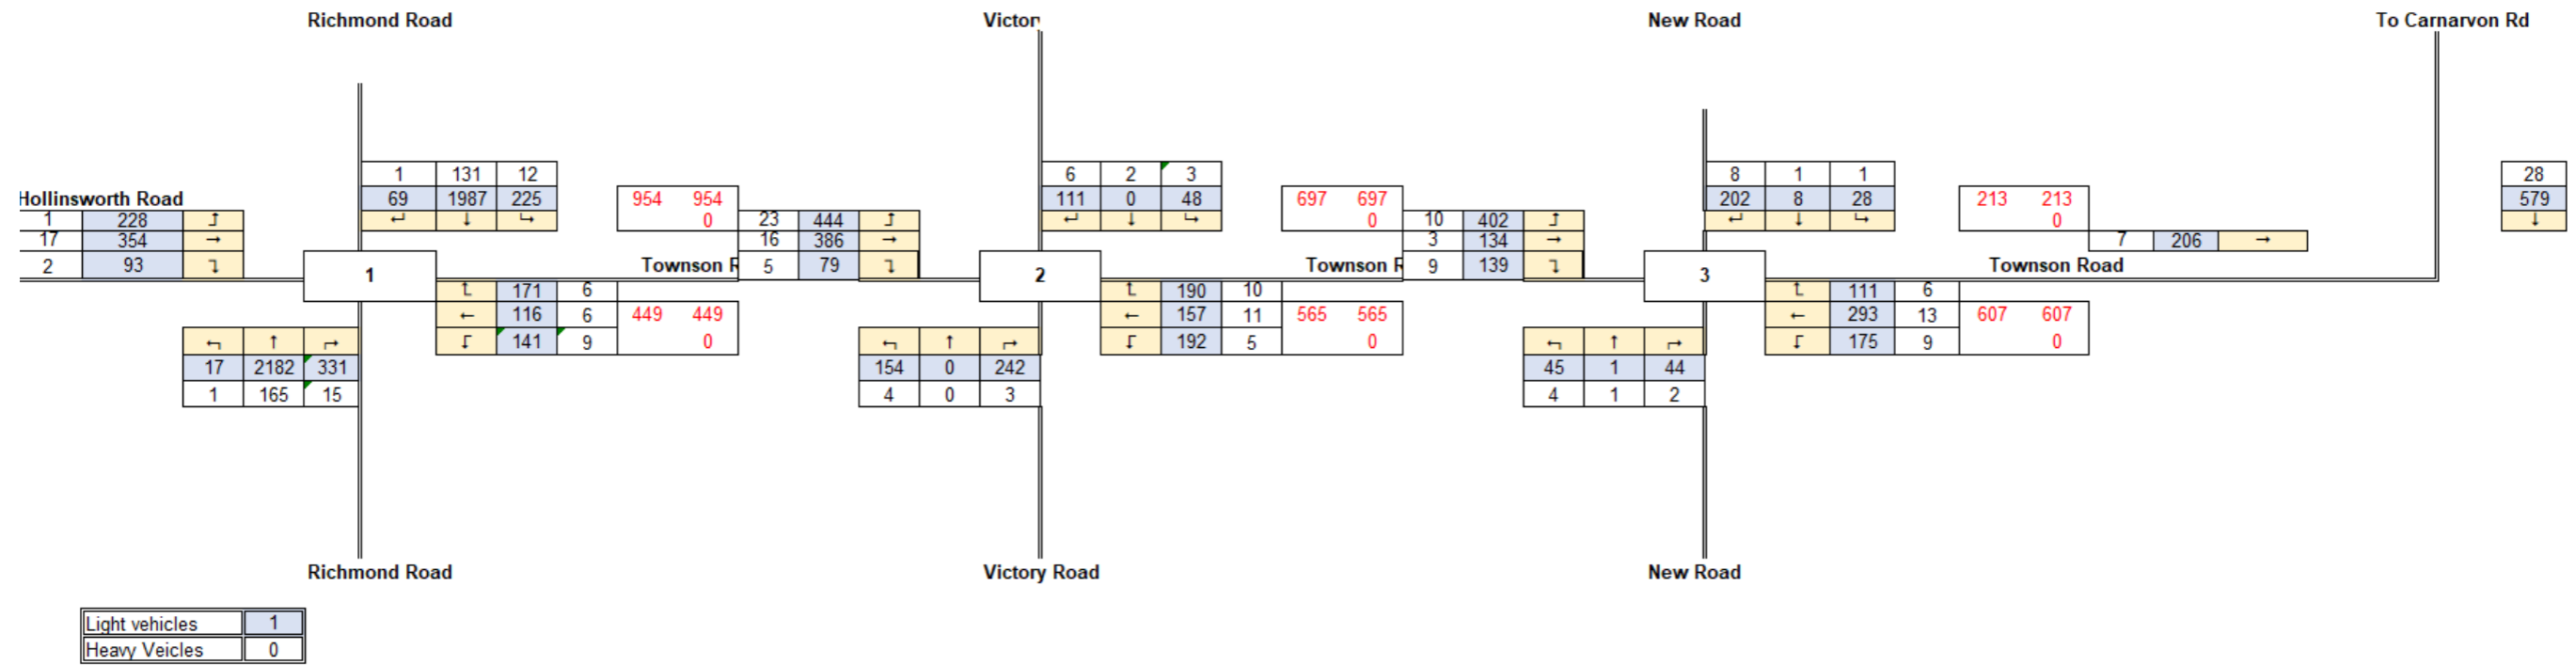 Richmond Road Victor New Road To Carnarvon Rd
1 131 12 6 2 3 8 1 1 28
Hollinsworth Road 69 1987 225 954 954 111 0 48 697 697 202 8 28 213 213 579
1 228 ⮥ ↵ ↓ ↳ 0 23 444 ⮥ ↵ ↓ ↳ 0 10 402 ⮥ ↵ ↓ ↳ 0 ↓
17 354 → 16 386 → 3 134 → 7 206 →
2 93 ⮧ 1 Townson R 5 79 ⮧ 2 Townson R 9 139 ⮧ 3 Townson Road
⮤ 171 6 ⮤ 190 10 ⮤ 111 6
← 116 6 449 449 ← 157 11 565 565 ← 293 13 607 607
↰ ↑ ↱ ⮦ 141 9 0 ↰ ↑ ↱ ⮦ 192 5 0 ↰ ↑ ↱ ⮦ 175 9 0
17 2182 331 154 0 242 45 1 44
1 165 15 4 0 3 4 1 2
Richmond Road Victory Road New Road
Light vehicles 1
Heavy Veicles 0